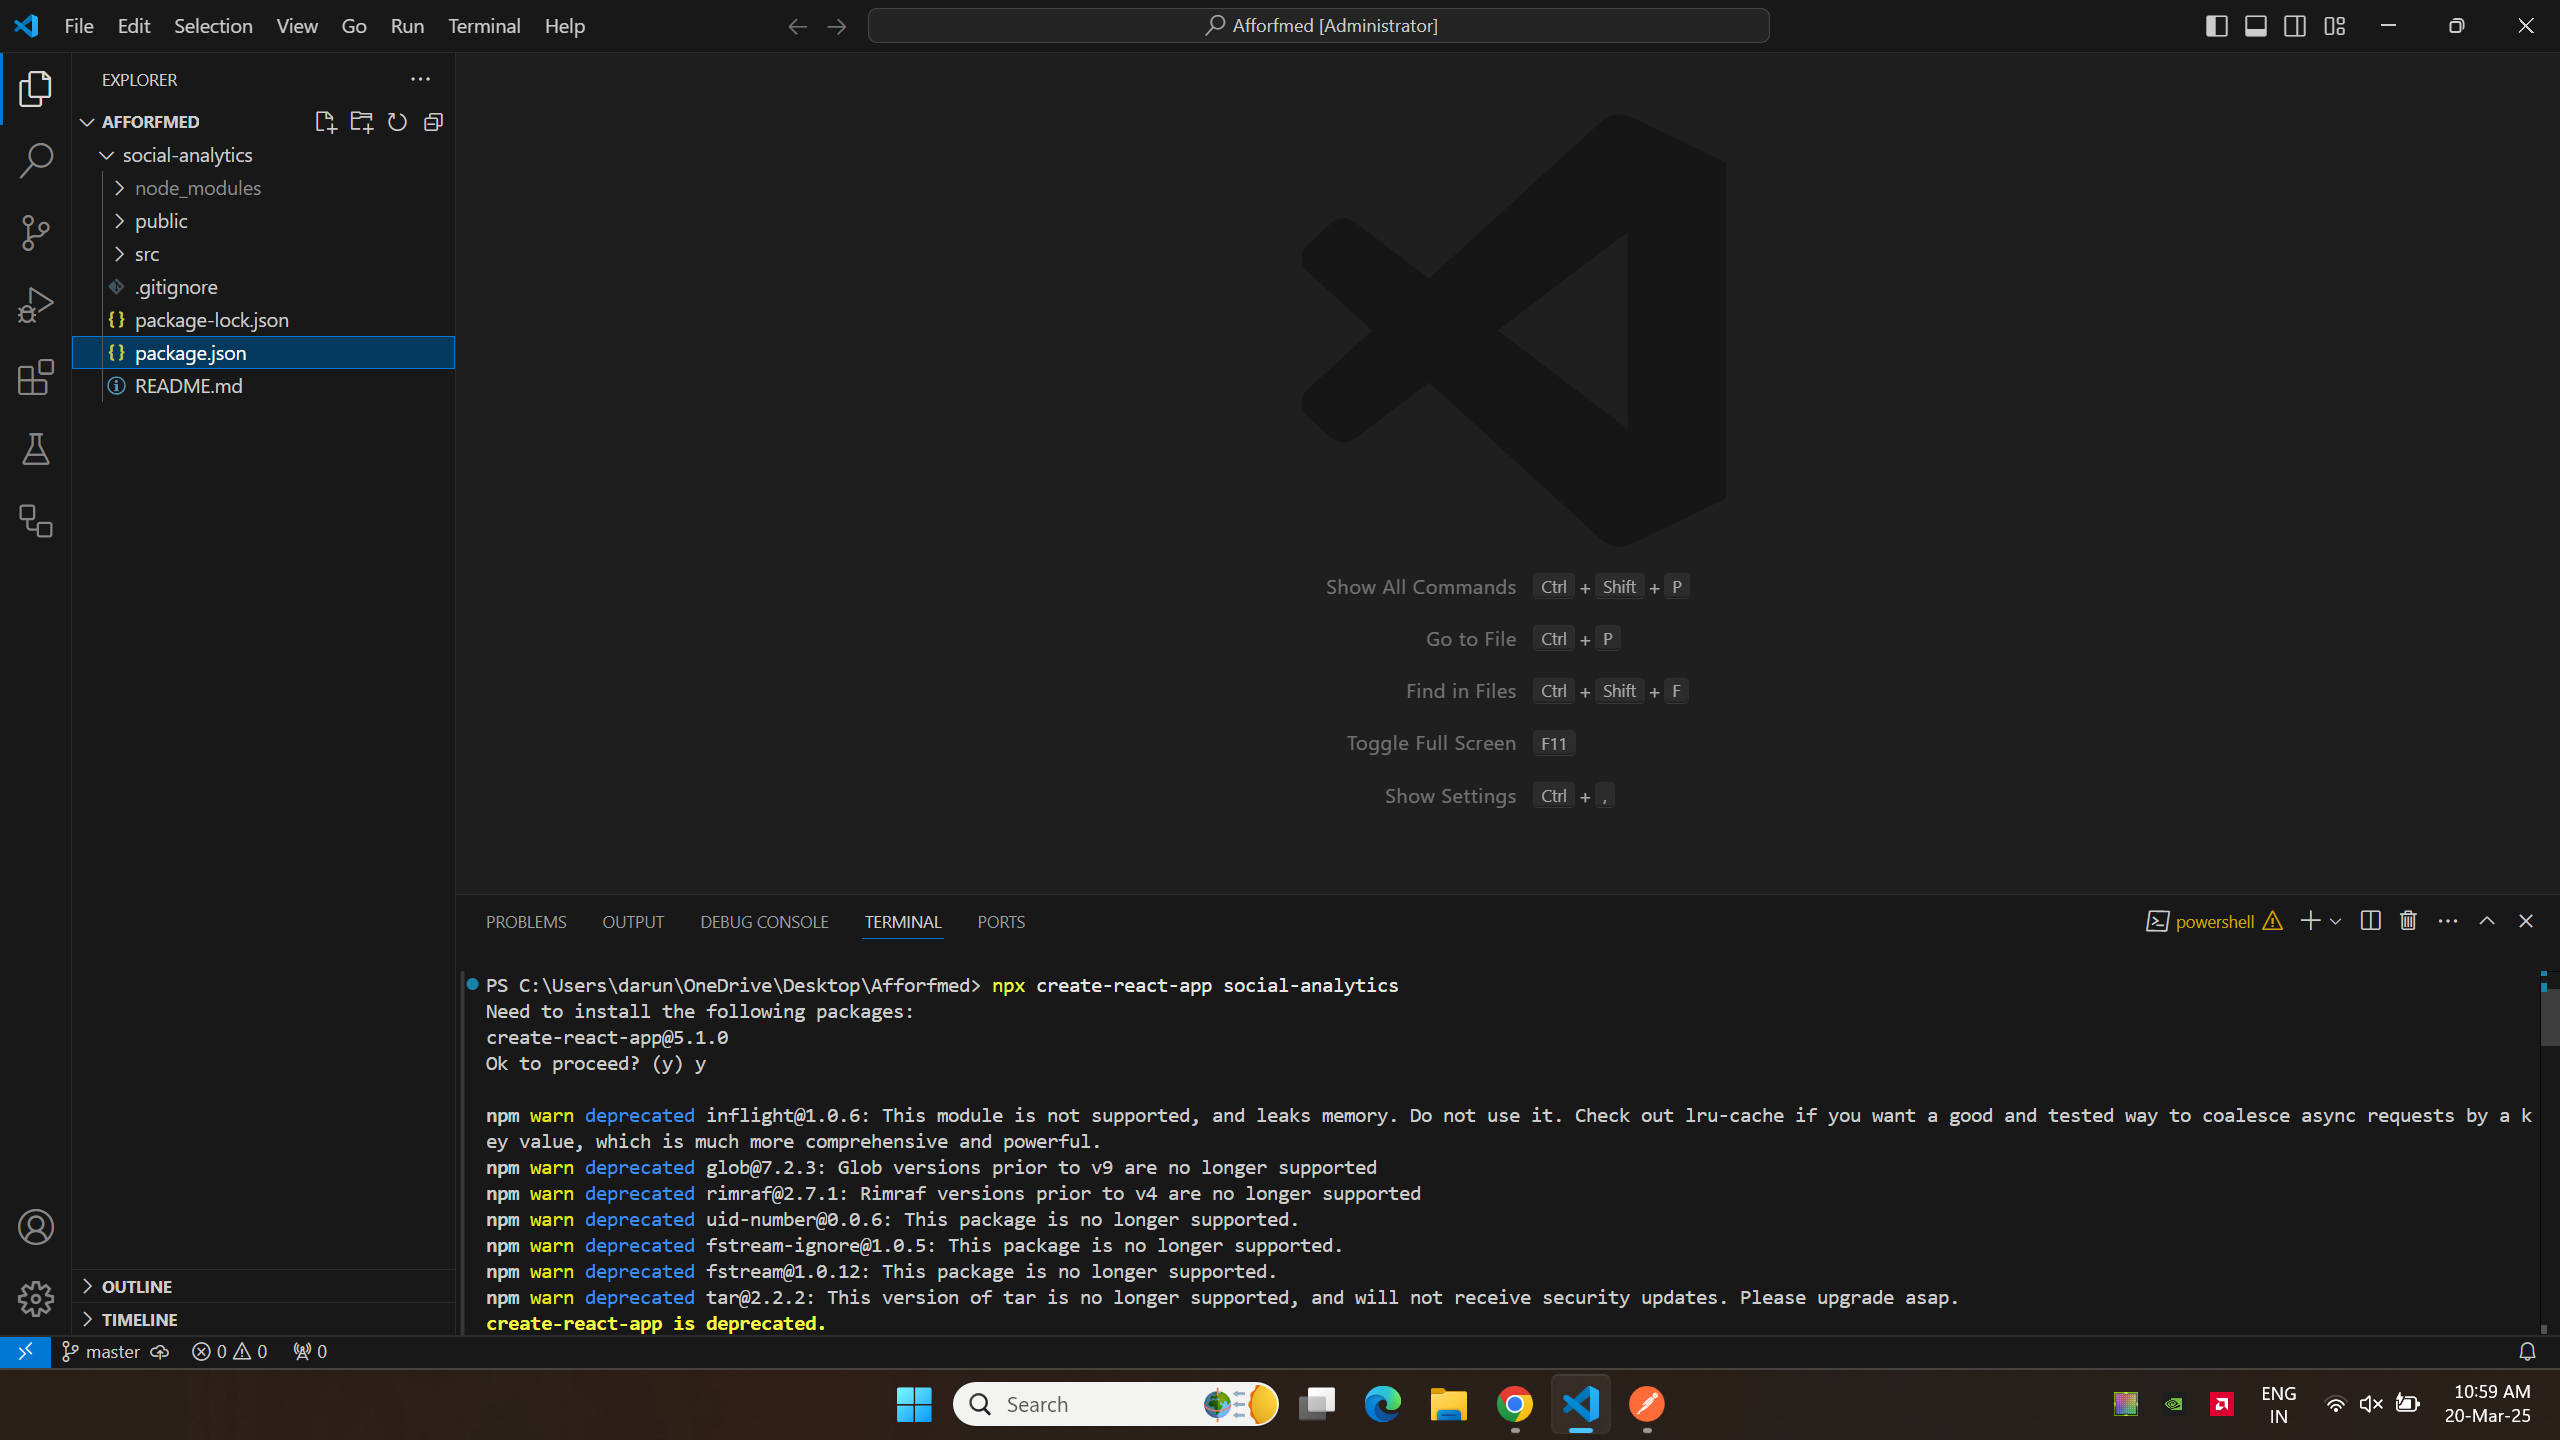 File Edit Selection View Go Run Terminal Help
Afforfmed [Administrator]
EXPLORER
AFFORFMED
social-analytics
node_modules
public
src
.gitignore
{} package-lock.json
{} package.json
README.md
Show All Commands Ctrl + Shift + P
Go to File Ctrl + P
Find in Files Ctrl + Shift + F
Toggle Full Screen F11
Show Settings Ctrl + ,
PROBLEMS OUTPUT DEBUG CONSOLE TERMINAL PORTS
powershell
PS C:\Users\darun\OneDrive\Desktop\Afforfmed> npx create-react-app social-analytics
Need to install the following packages:
create-react-app@5.1.0
Ok to proceed? (y) y
npm warn deprecated inflight@1.0.6: This module is not supported, and leaks memory. Do not use it. Check out lru-cache if you want a good and tested way to coalesce async requests by a k
ey value, which is much more comprehensive and powerful.
npm warn deprecated glob@7.2.3: Glob versions prior to v9 are no longer supported
npm warn deprecated rimraf@2.7.1: Rimraf versions prior to v4 are no longer supported
npm warn deprecated uid-number@0.0.6: This package is no longer supported.
npm warn deprecated fstream-ignore@1.0.5: This package is no longer supported.
npm warn deprecated fstream@1.0.12: This package is no longer supported.
npm warn deprecated tar@2.2.2: This version of tar is no longer supported, and will not receive security updates. Please upgrade asap.
create-react-app is deprecated.
OUTLINE
TIMELINE
master 0 0 0
Search
ENG
IN
10:59 AM
20-Mar-25